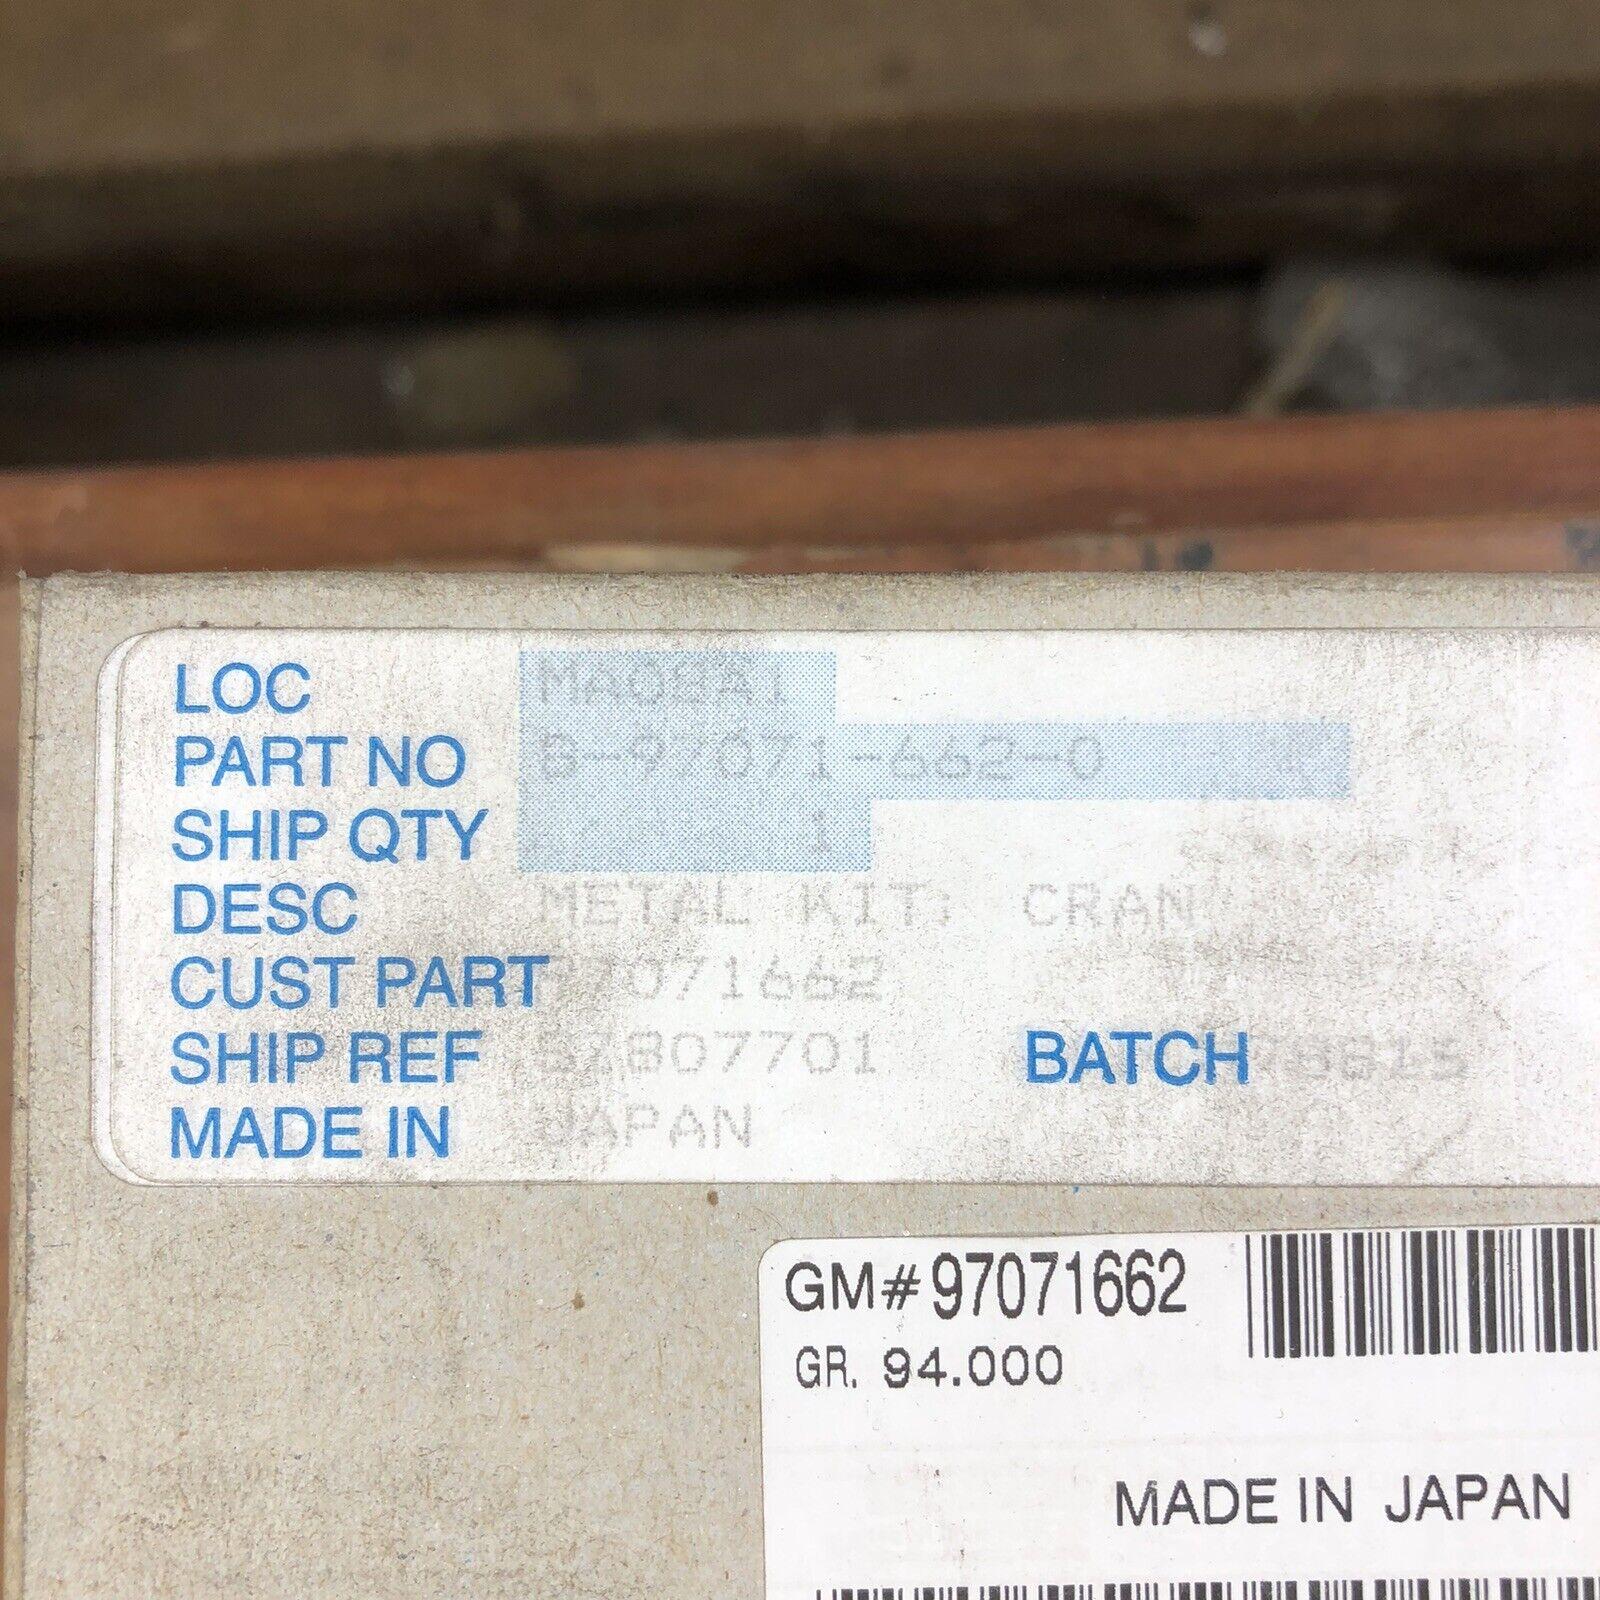 LOC MA08A1
PART NO 8-97071-662-0
SHIP QTY 1
DESC METAL KIT; CRAN
CUST PART 97071662
SHIP REF BATCH
MADE IN JAPAN
GM# 97071662
GR. 94.000
MADE IN JAPAN